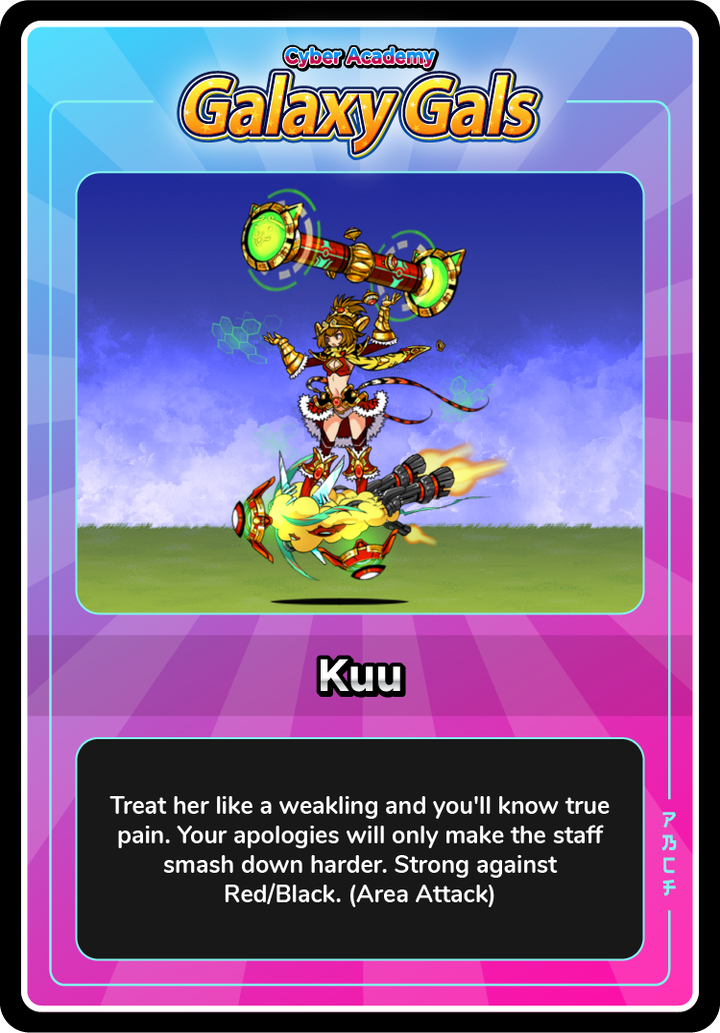 Cyber Academy
Galaxy Gals
Kuu
Treat her like a weakling and you'll know true
pain. Your apologies will only make the staff
smash down harder. Strong against
Red/Black. (Area Attack)